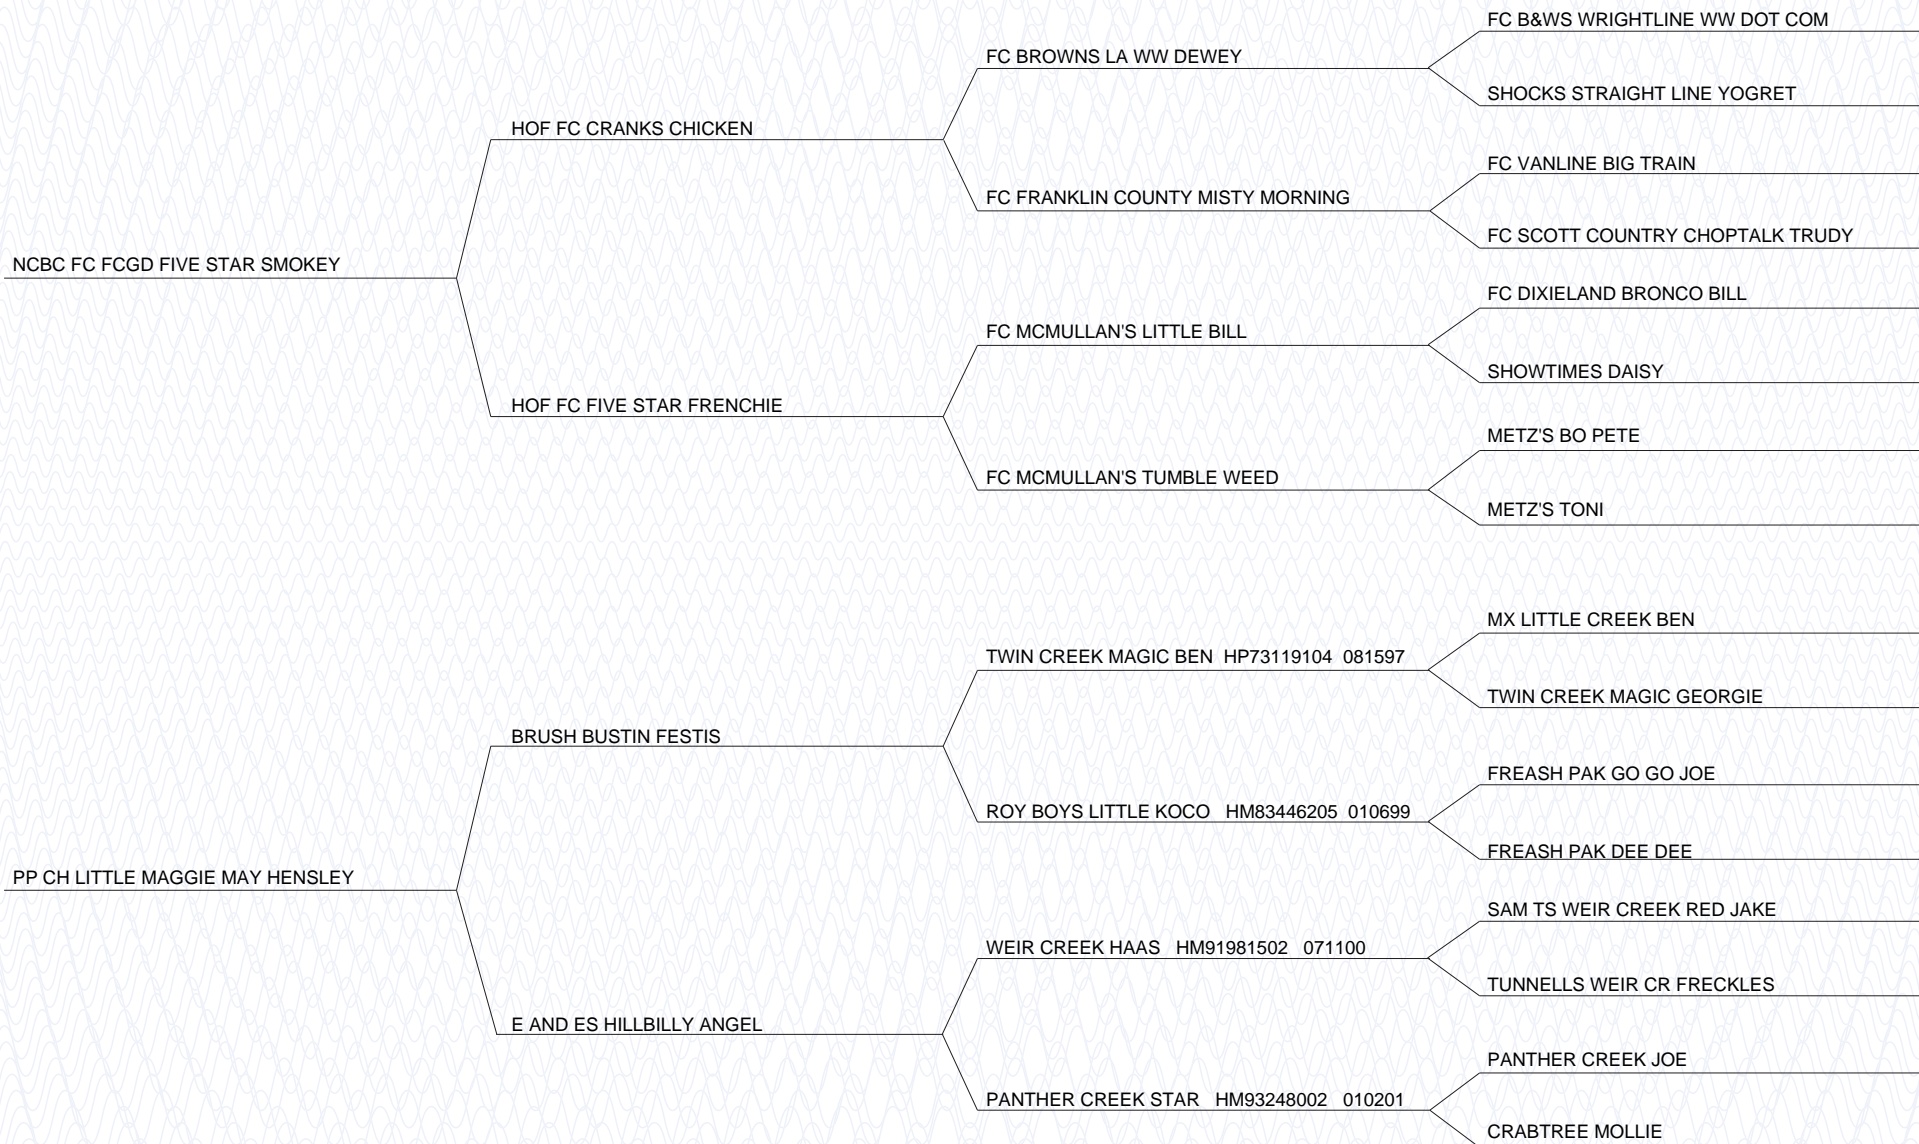 FC B&WS WRIGHTLINE WW DOT COM
FC BROWNS LA WW DEWEY
SHOCKS STRAIGHT LINE YOGRET
HOF FC CRANKS CHICKEN
FC VANLINE BIG TRAIN
FC FRANKLIN COUNTY MISTY MORNING
FC SCOTT COUNTRY CHOPTALK TRUDY
NCBC FC FCGD FIVE STAR SMOKEY
FC DIXIELAND BRONCO BILL
FC MCMULLAN'S LITTLE BILL
SHOWTIMES DAISY
HOF FC FIVE STAR FRENCHIE
METZ'S BO PETE
FC MCMULLAN'S TUMBLE WEED
METZ'S TONI
MX LITTLE CREEK BEN
TWIN CREEK MAGIC BEN HP73119104 081597
TWIN CREEK MAGIC GEORGIE
BRUSH BUSTIN FESTIS
FREASH PAK GO GO JOE
ROY BOYS LITTLE KOCO HM83446205 010699
FREASH PAK DEE DEE
PP CH LITTLE MAGGIE MAY HENSLEY
SAM TS WEIR CREEK RED JAKE
WEIR CREEK HAAS HM91981502 071100
TUNNELLS WEIR CR FRECKLES
E AND ES HILLBILLY ANGEL
PANTHER CREEK JOE
PANTHER CREEK STAR HM93248002 010201
CRABTREE MOLLIE